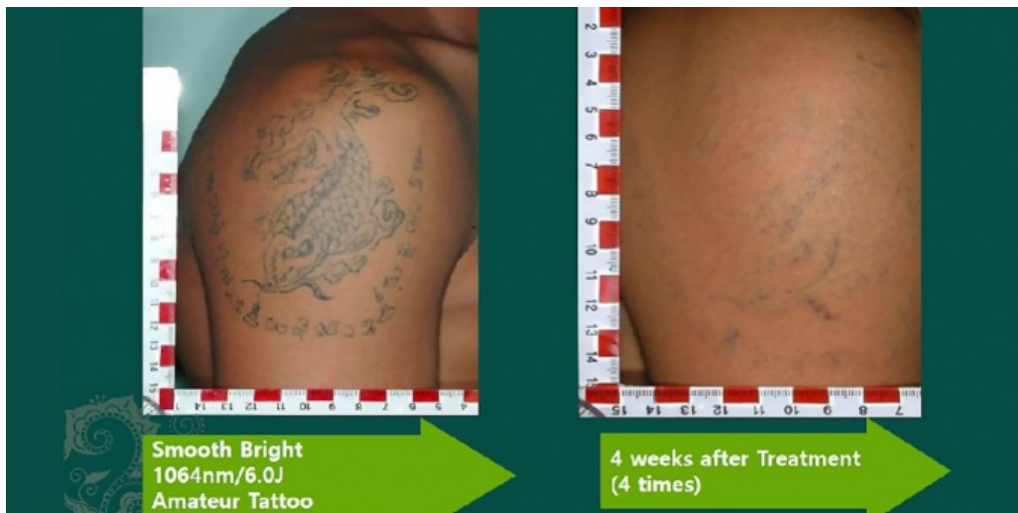 Smooth Bright
1064nm/6.0J
Amateur Tattoo
4 weeks after Treatment
(4 times)